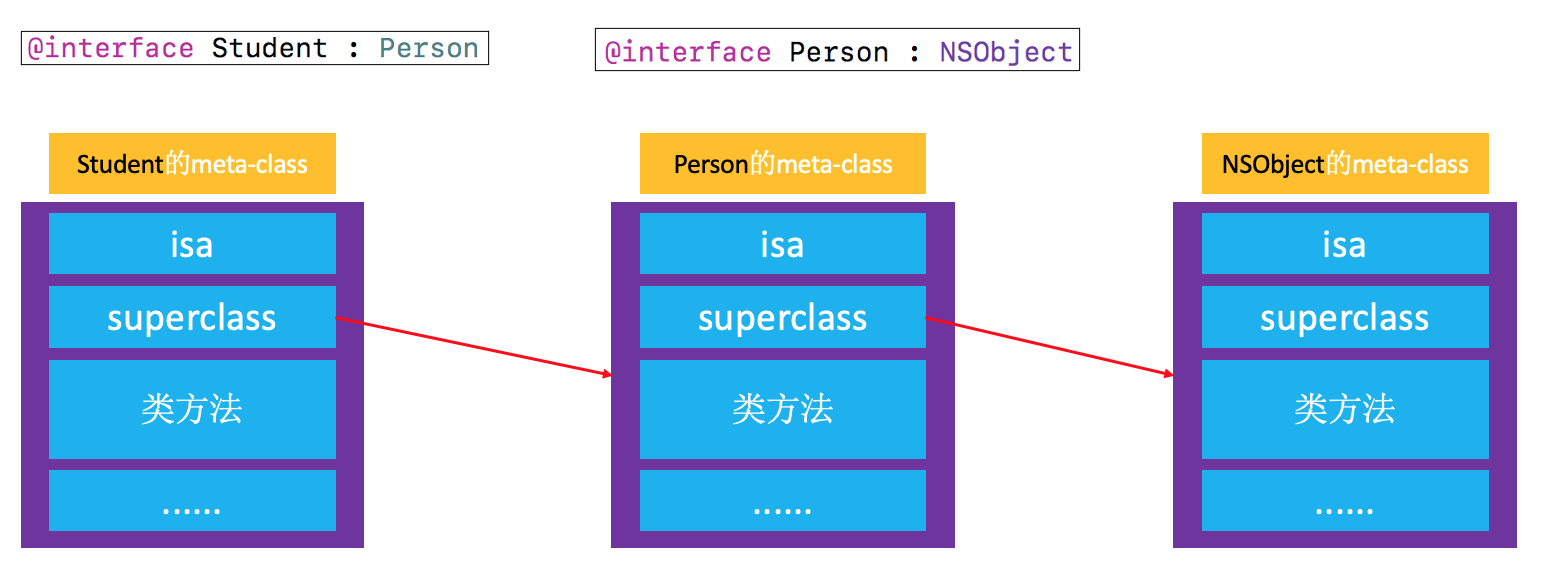 @interface Student : Person
@interface Person : NSObject
Student的meta-class
isa
superclass
类方法
......
Person的meta-class
isa
superclass
类方法
......
NSObject的meta-class
isa
superclass
类方法
......